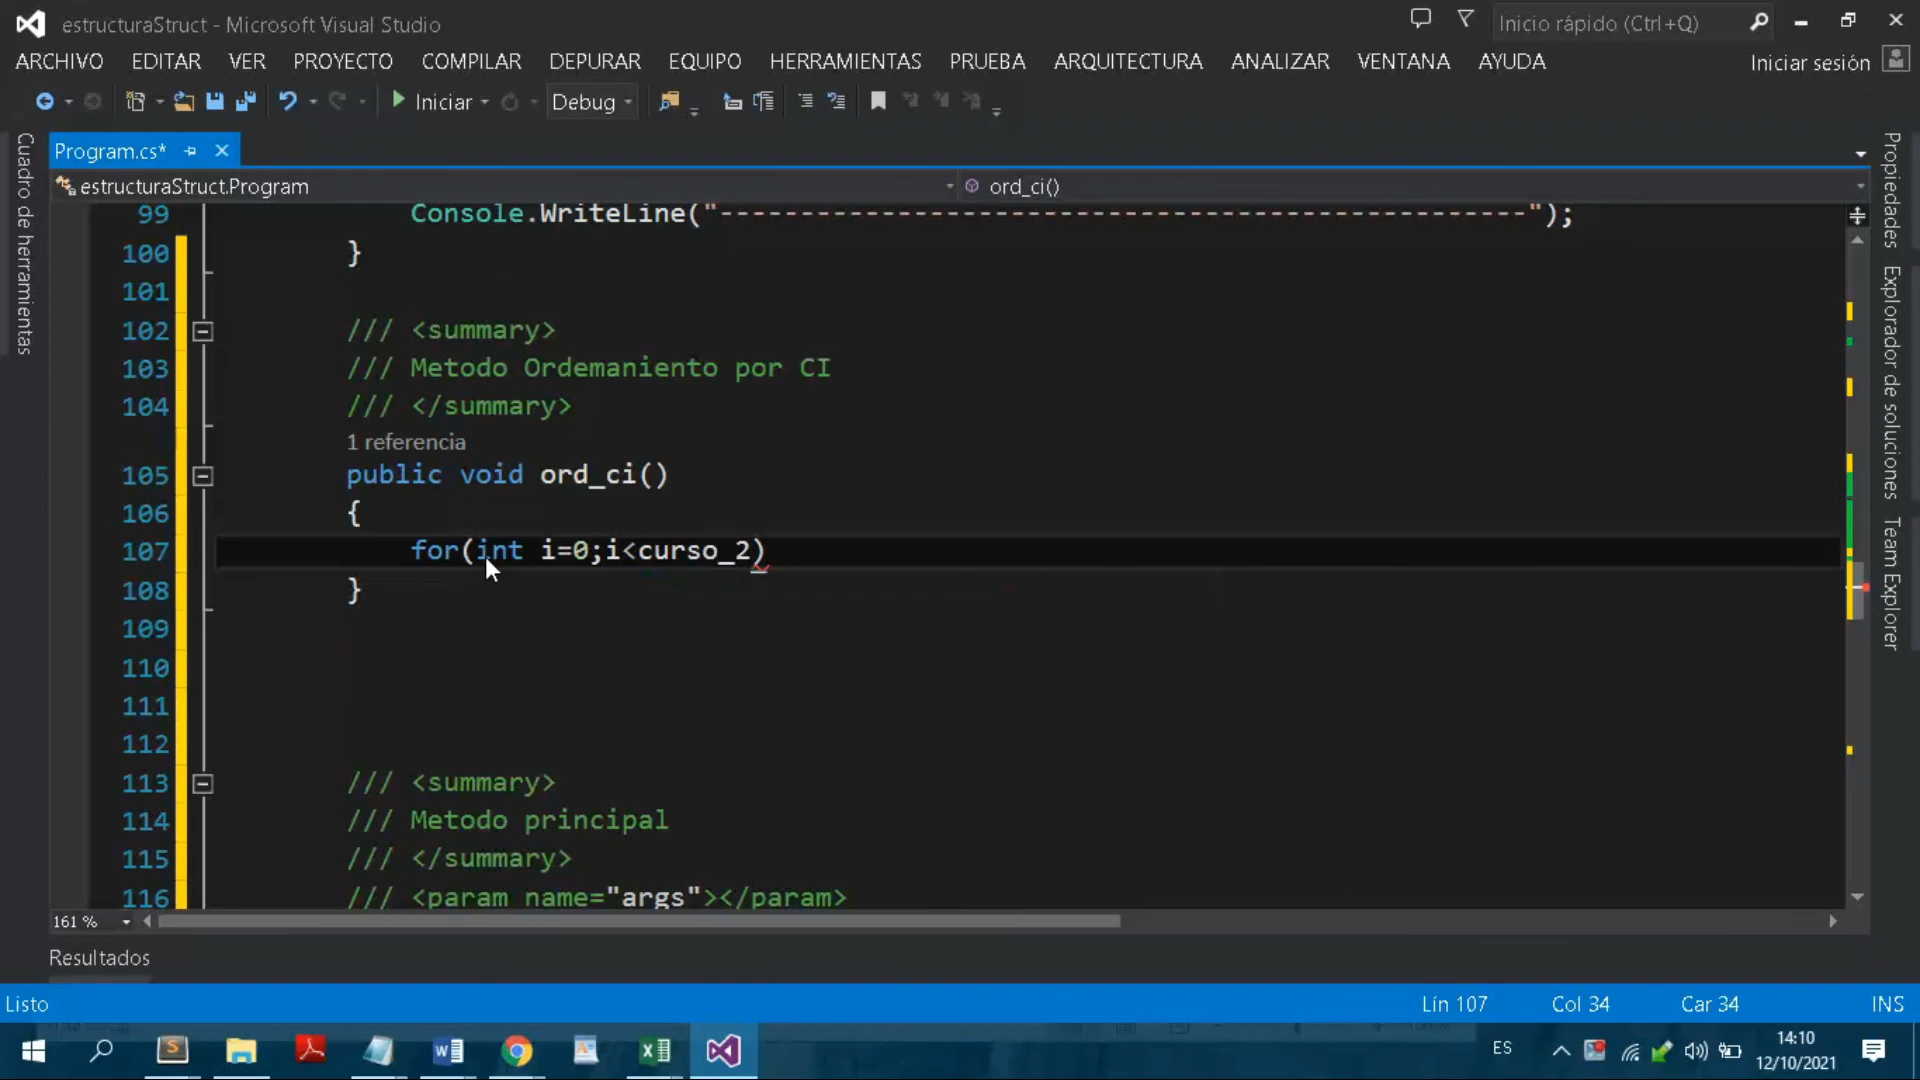 estructuraStruct - Microsoft Visual Studio
Inicio rápido (Ctrl+Q)
ARCHIVO EDITAR VER PROYECTO COMPILAR DEPURAR EQUIPO HERRAMIENTAS PRUEBA ARQUITECTURA ANALIZAR VENTANA AYUDA
Iniciar sesión
Iniciar
Debug
Cuadro de herramientas
Program.cs*
estructuraStruct.Program
ord_ci()
99 Console.WriteLine("---------------------------------------------------");
100 }
101
102 /// <summary>
103 /// Metodo Ordemaniento por CI
104 /// </summary>
1 referencia
105 public void ord_ci()
106 {
107 for(int i=0;i<curso_2)
108 }
109
110
111
112
113 /// <summary>
114 /// Metodo principal
115 /// </summary>
116 /// <param name="args"></param>
161 %
Propiedades
Explorador de soluciones
Team Explorer
Resultados
Listo
Lín 107 Col 34 Car 34 INS
ES
14:10
12/10/2021